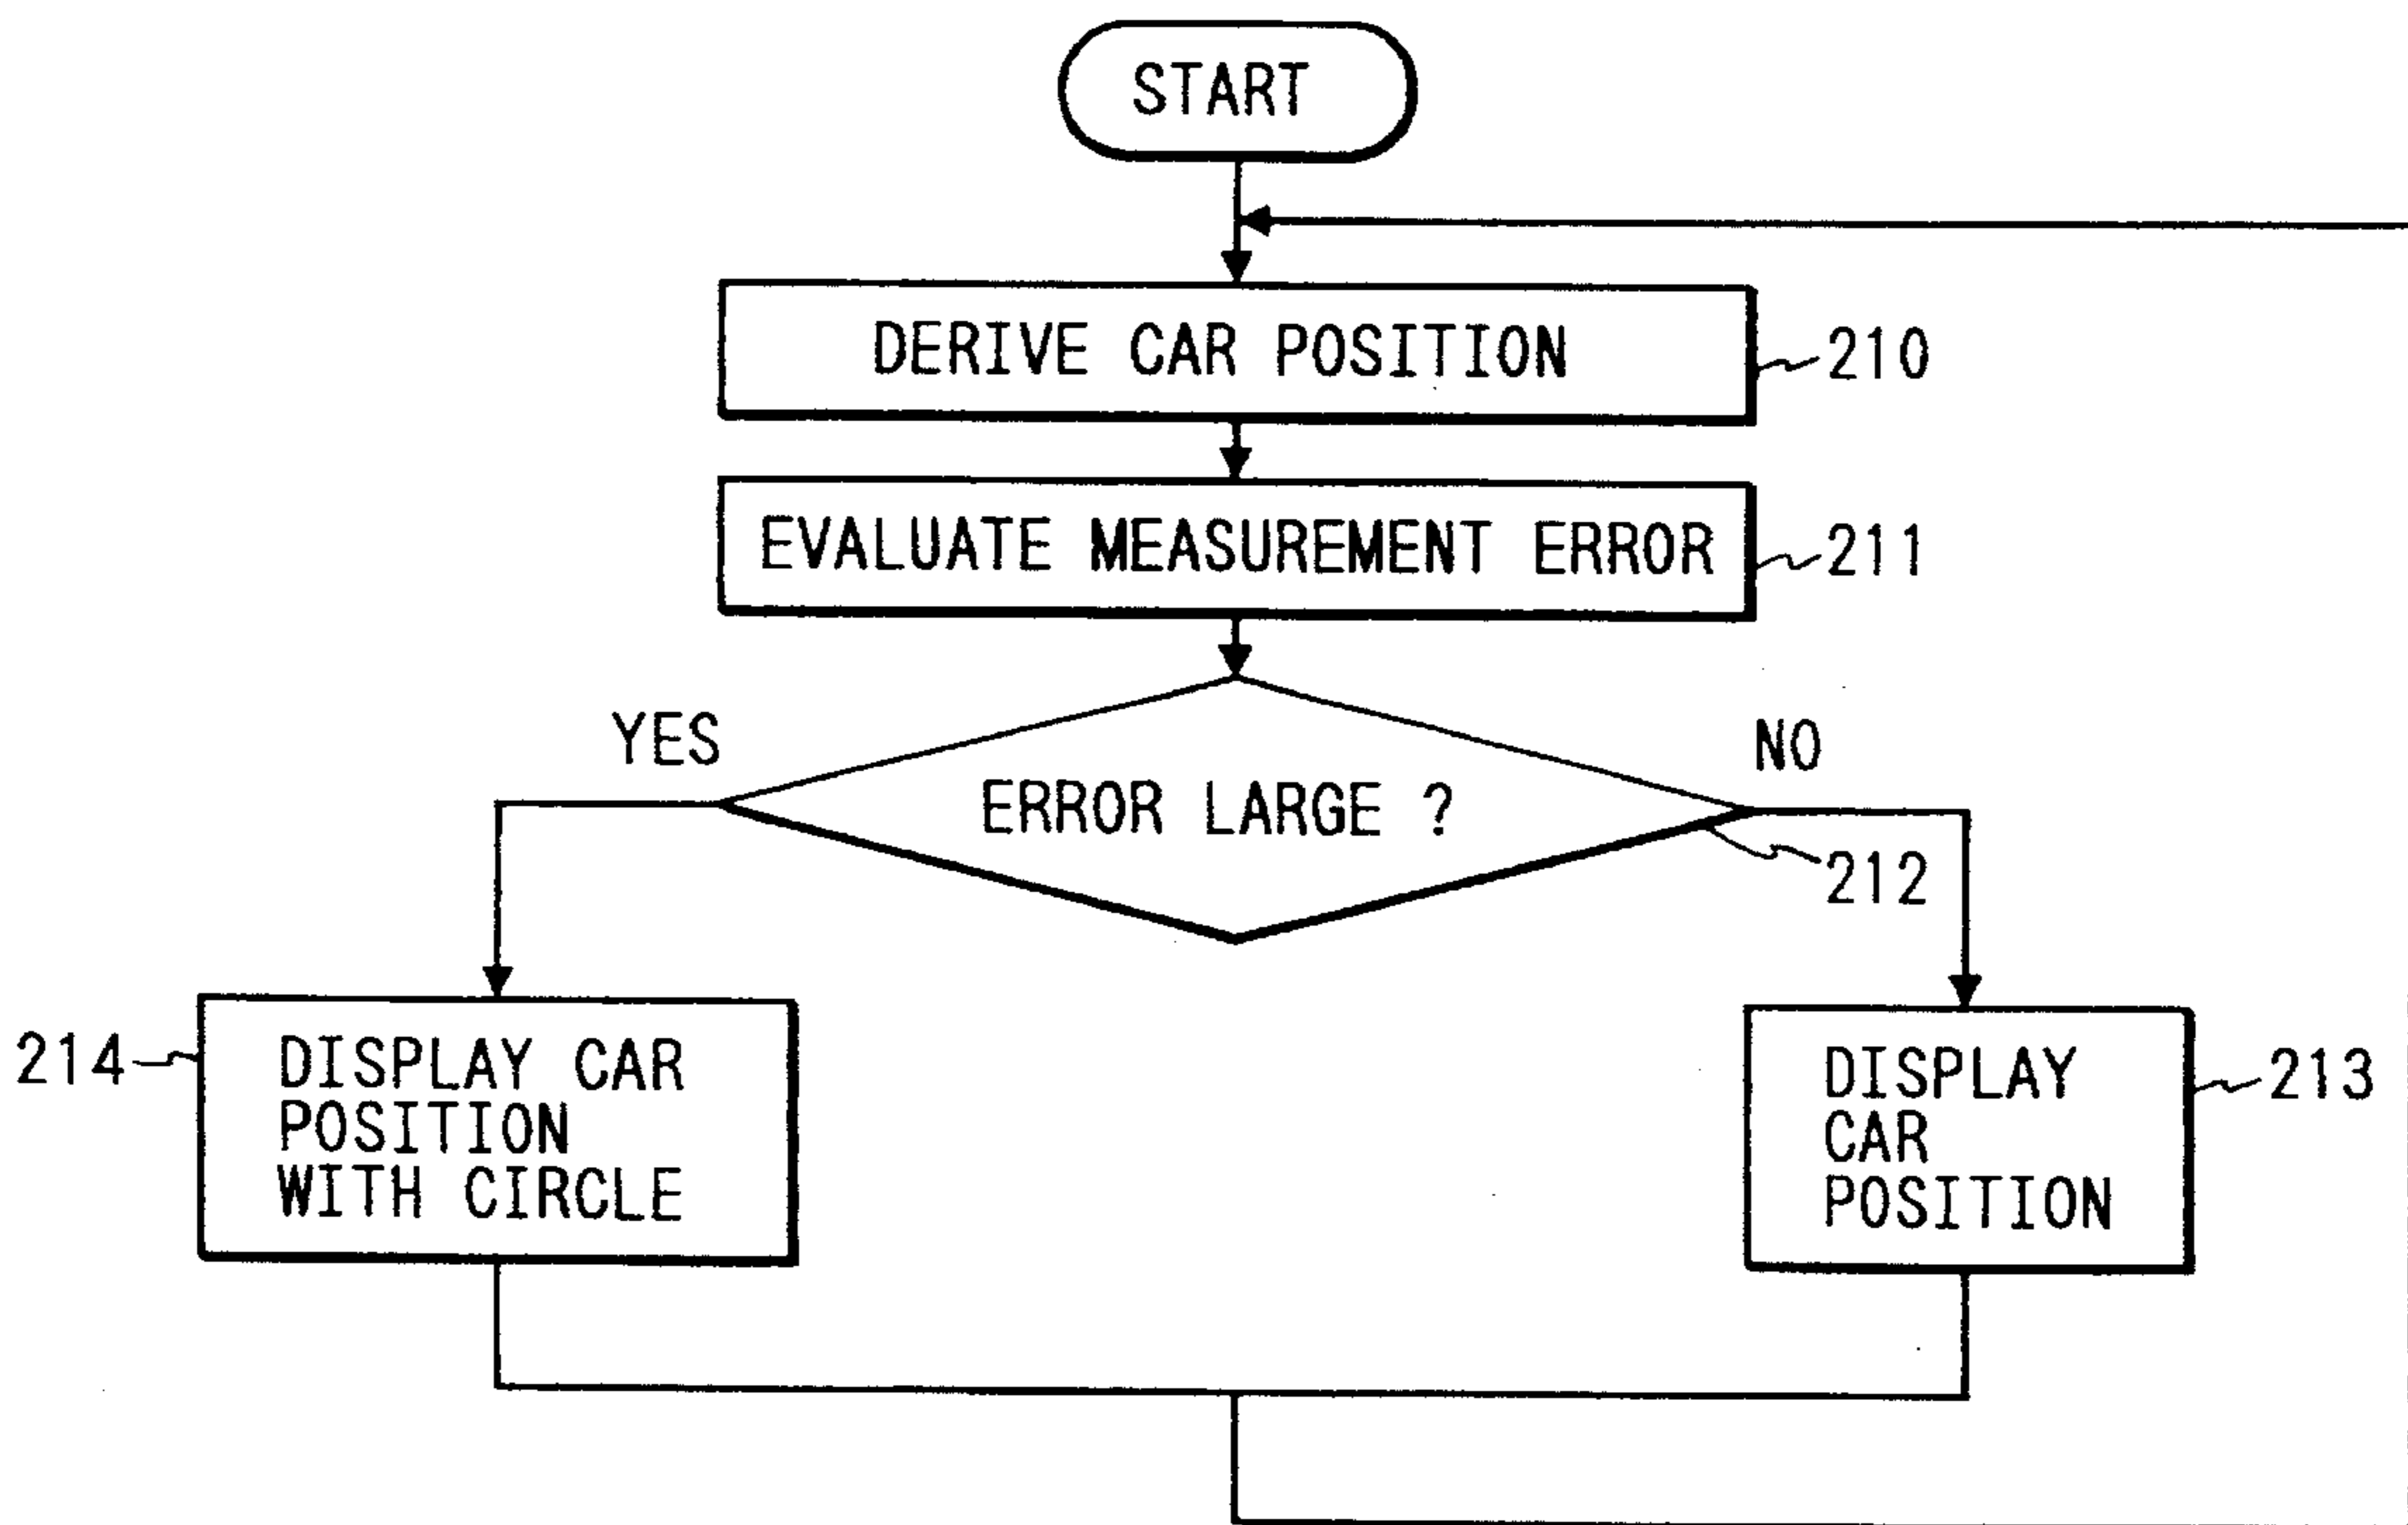 START
DERIVE CAR POSITION
210
EVALUATE MEASUREMENT ERROR
211
YES
NO
ERROR LARGE ?
212
214
DISPLAY CAR
POSITION
WITH CIRCLE
DISPLAY
CAR
POSITION
213